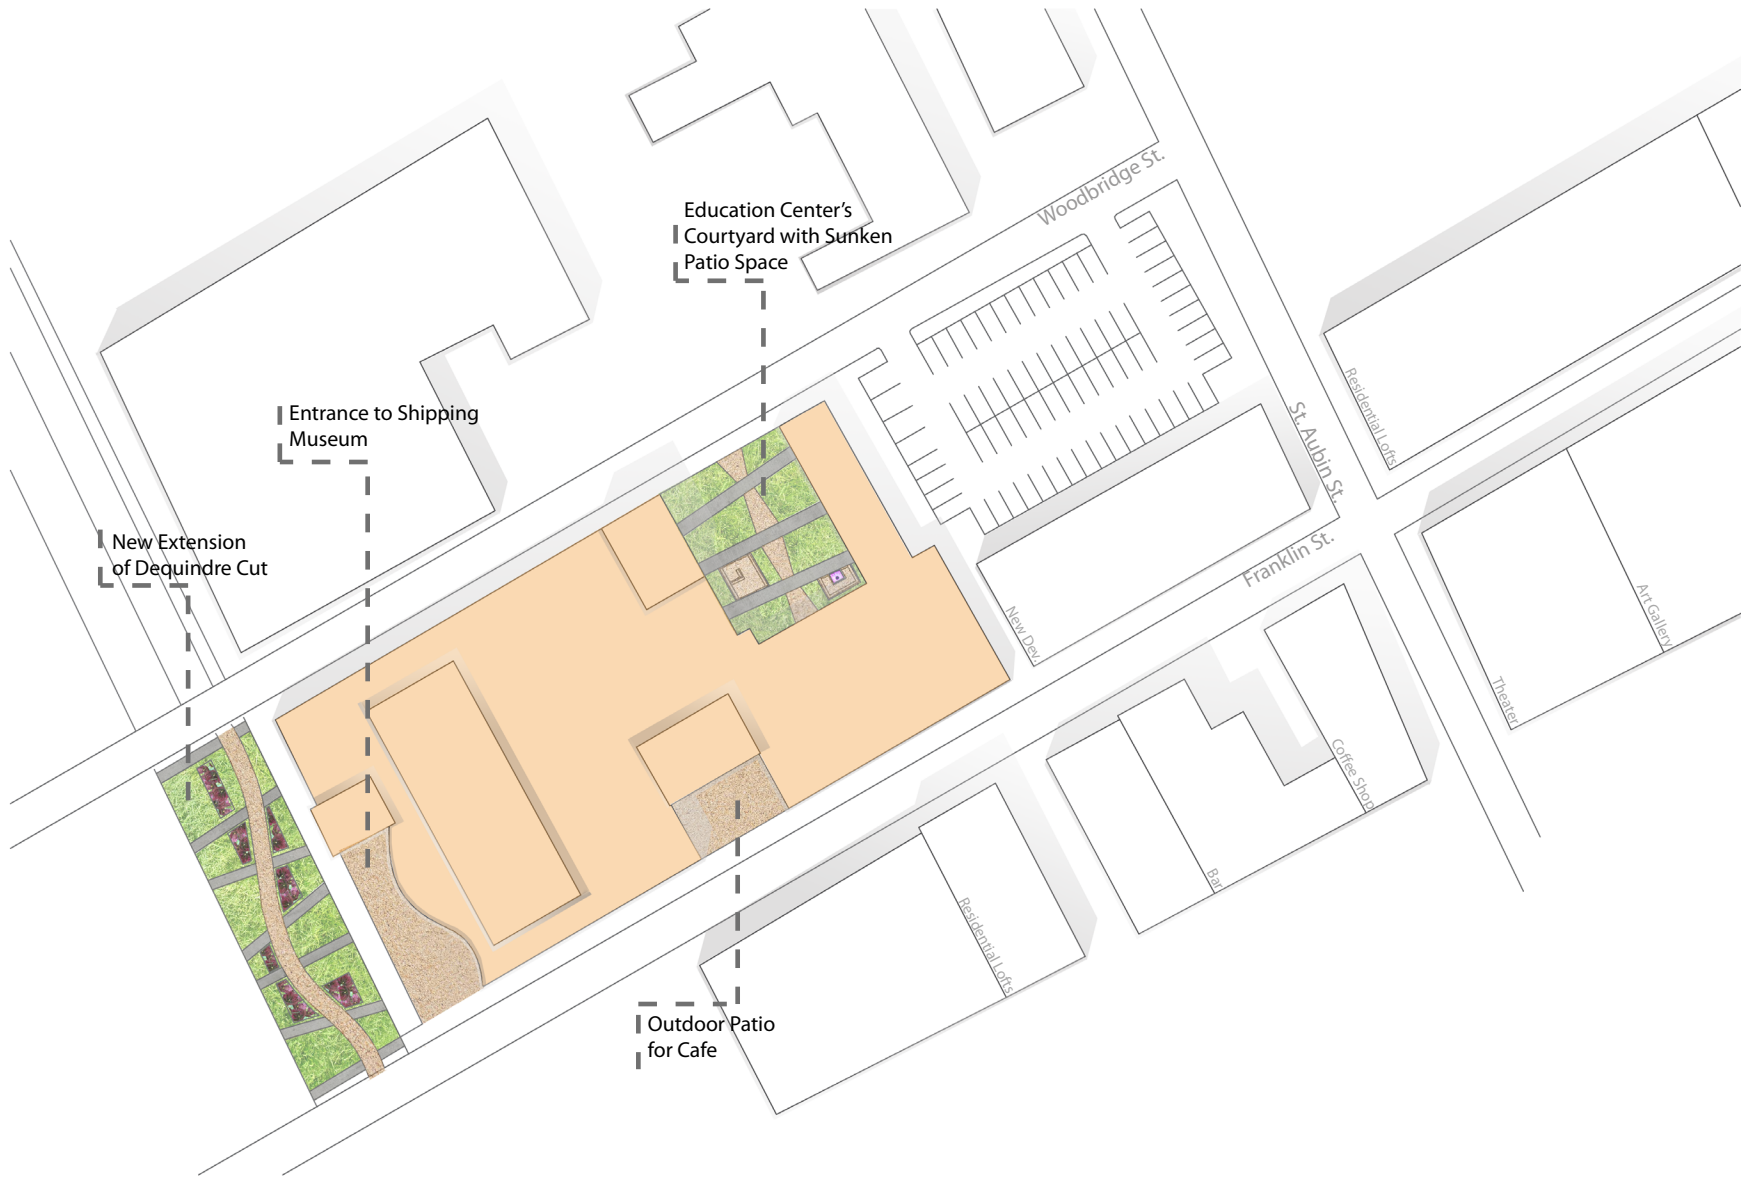 Woodbridge St.
Education Center’s
Courtyard with Sunken
Patio Space
Residential Lofts
Entrance to Shipping
Museum
St. Aubin St.
New Extension
of Dequindre Cut
Franklin St.
Art Gallery
New Dev.
Theater
Coffee Shop
Bar
Residential Lofts
Outdoor Patio
for Cafe